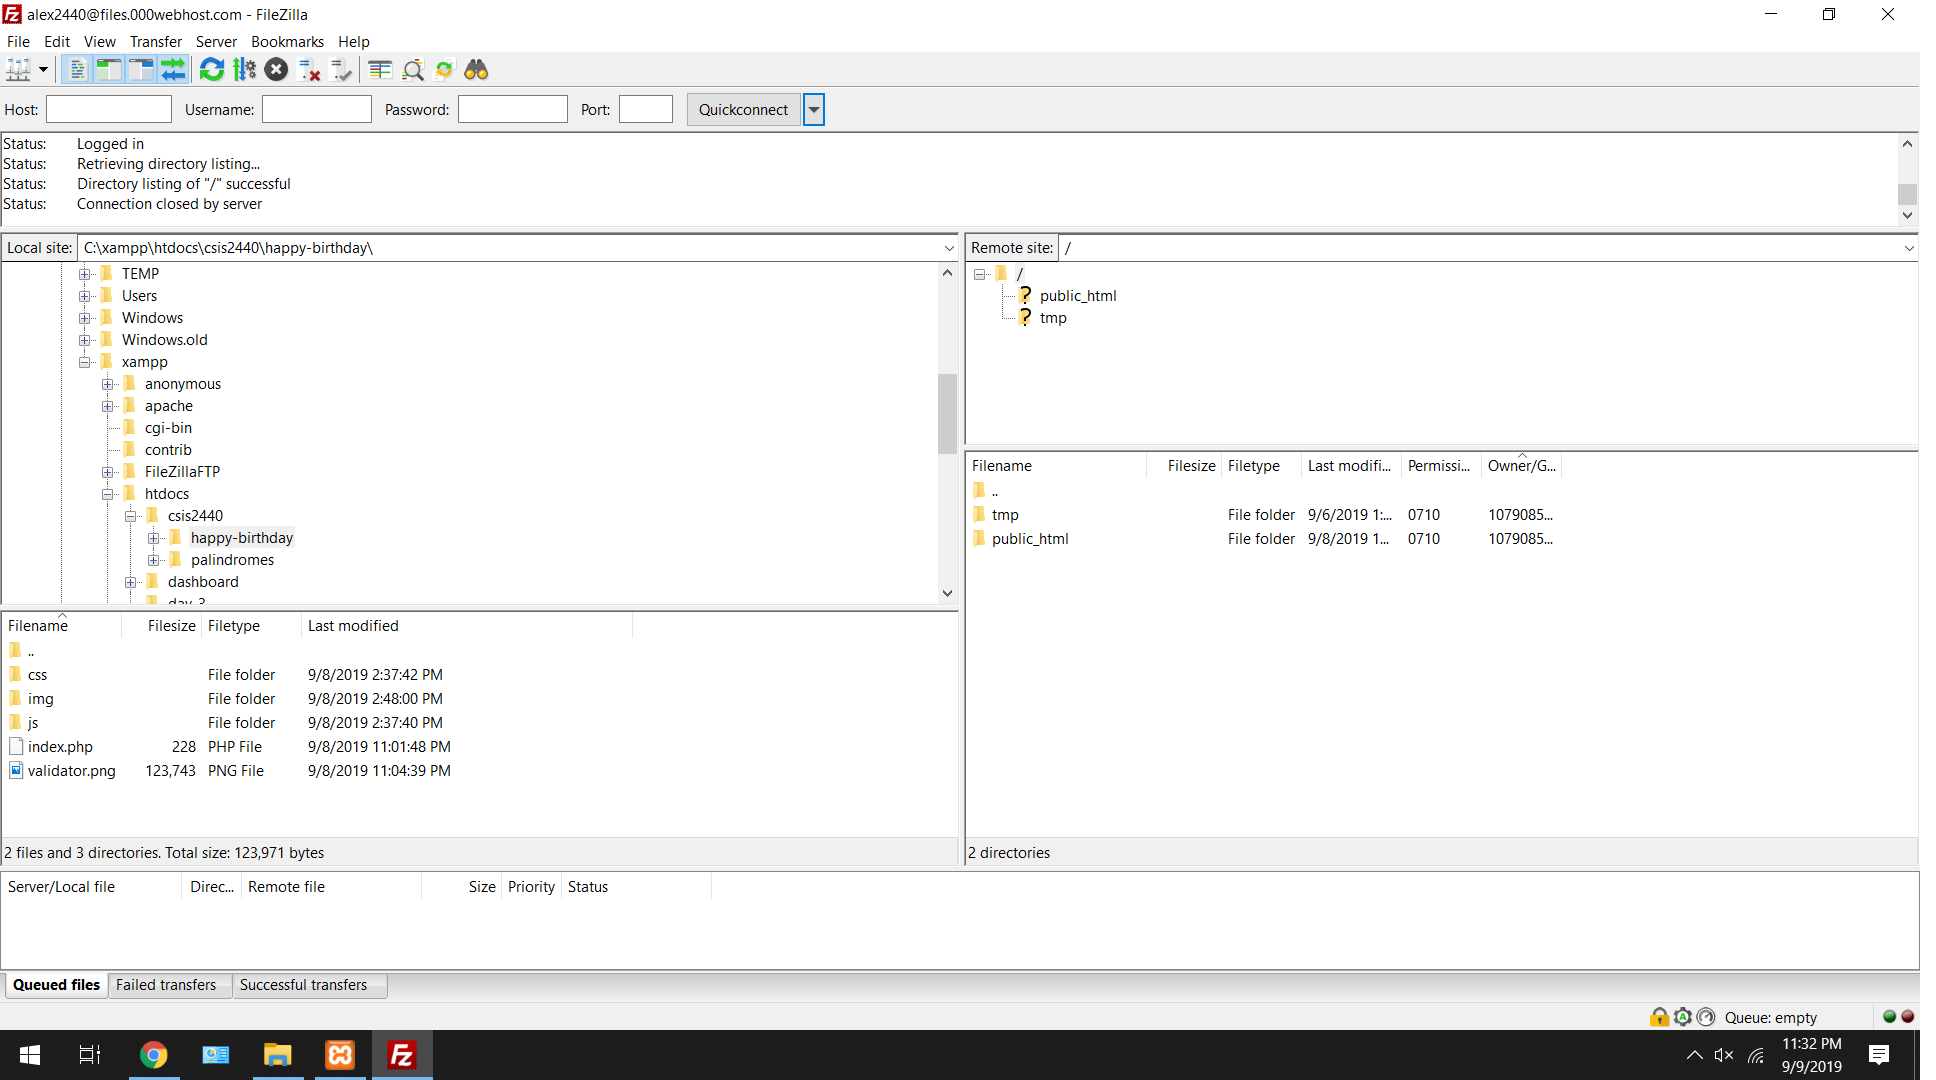 alex2440@files.000webhost.com - FileZilla
File Edit View Transfer Server Bookmarks Help
Host: Username: Password: Port: Quickconnect
Status: Logged in
Status: Retrieving directory listing...
Status: Directory listing of "/" successful
Status: Connection closed by server
Local site: C:\xampp\htdocs\csis2440\happy-birthday\
TEMP
Users
Windows
Windows.old
xampp
anonymous
apache
cgi-bin
contrib
FileZillaFTP
htdocs
csis2440
happy-birthday
palindromes
dashboard
day-3
Filename Filesize Filetype Last modified
..
css File folder 9/8/2019 2:37:42 PM
img File folder 9/8/2019 2:48:00 PM
js File folder 9/8/2019 2:37:40 PM
index.php 228 PHP File 9/8/2019 11:01:48 PM
validator.png 123,743 PNG File 9/8/2019 11:04:39 PM
2 files and 3 directories. Total size: 123,971 bytes
Remote site: /
/
public_html
tmp
Filename Filesize Filetype Last modifi... Permissi... Owner/G...
..
tmp File folder 9/6/2019 1:... 0710 1079085...
public_html File folder 9/8/2019 1... 0710 1079085...
2 directories
Server/Local file Direc... Remote file Size Priority Status
Queued files Failed transfers Successful transfers
Queue: empty
11:32 PM
9/9/2019